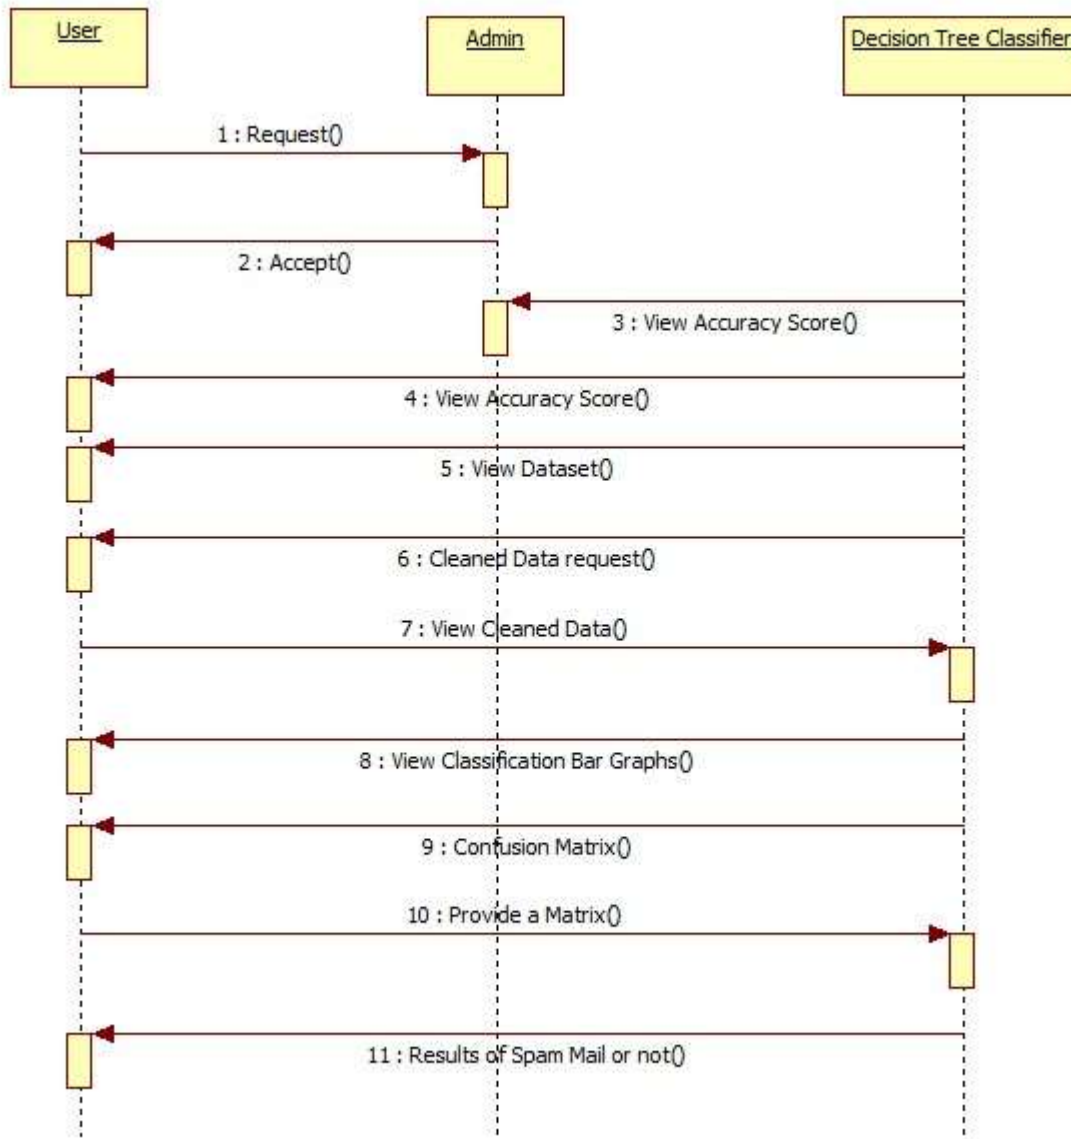 User
Admin
Decision Tree Classifier
1 : Request()
2 : Accept()
3 : View Accuracy Score()
4 : View Accuracy Score()
5 : View Dataset()
6 : Cleaned Data request()
7 : View Cleaned Data()
8 : View Classification Bar Graphs()
9 : Confusion Matrix()
10 : Provide a Matrix()
11 : Results of Spam Mail or not()